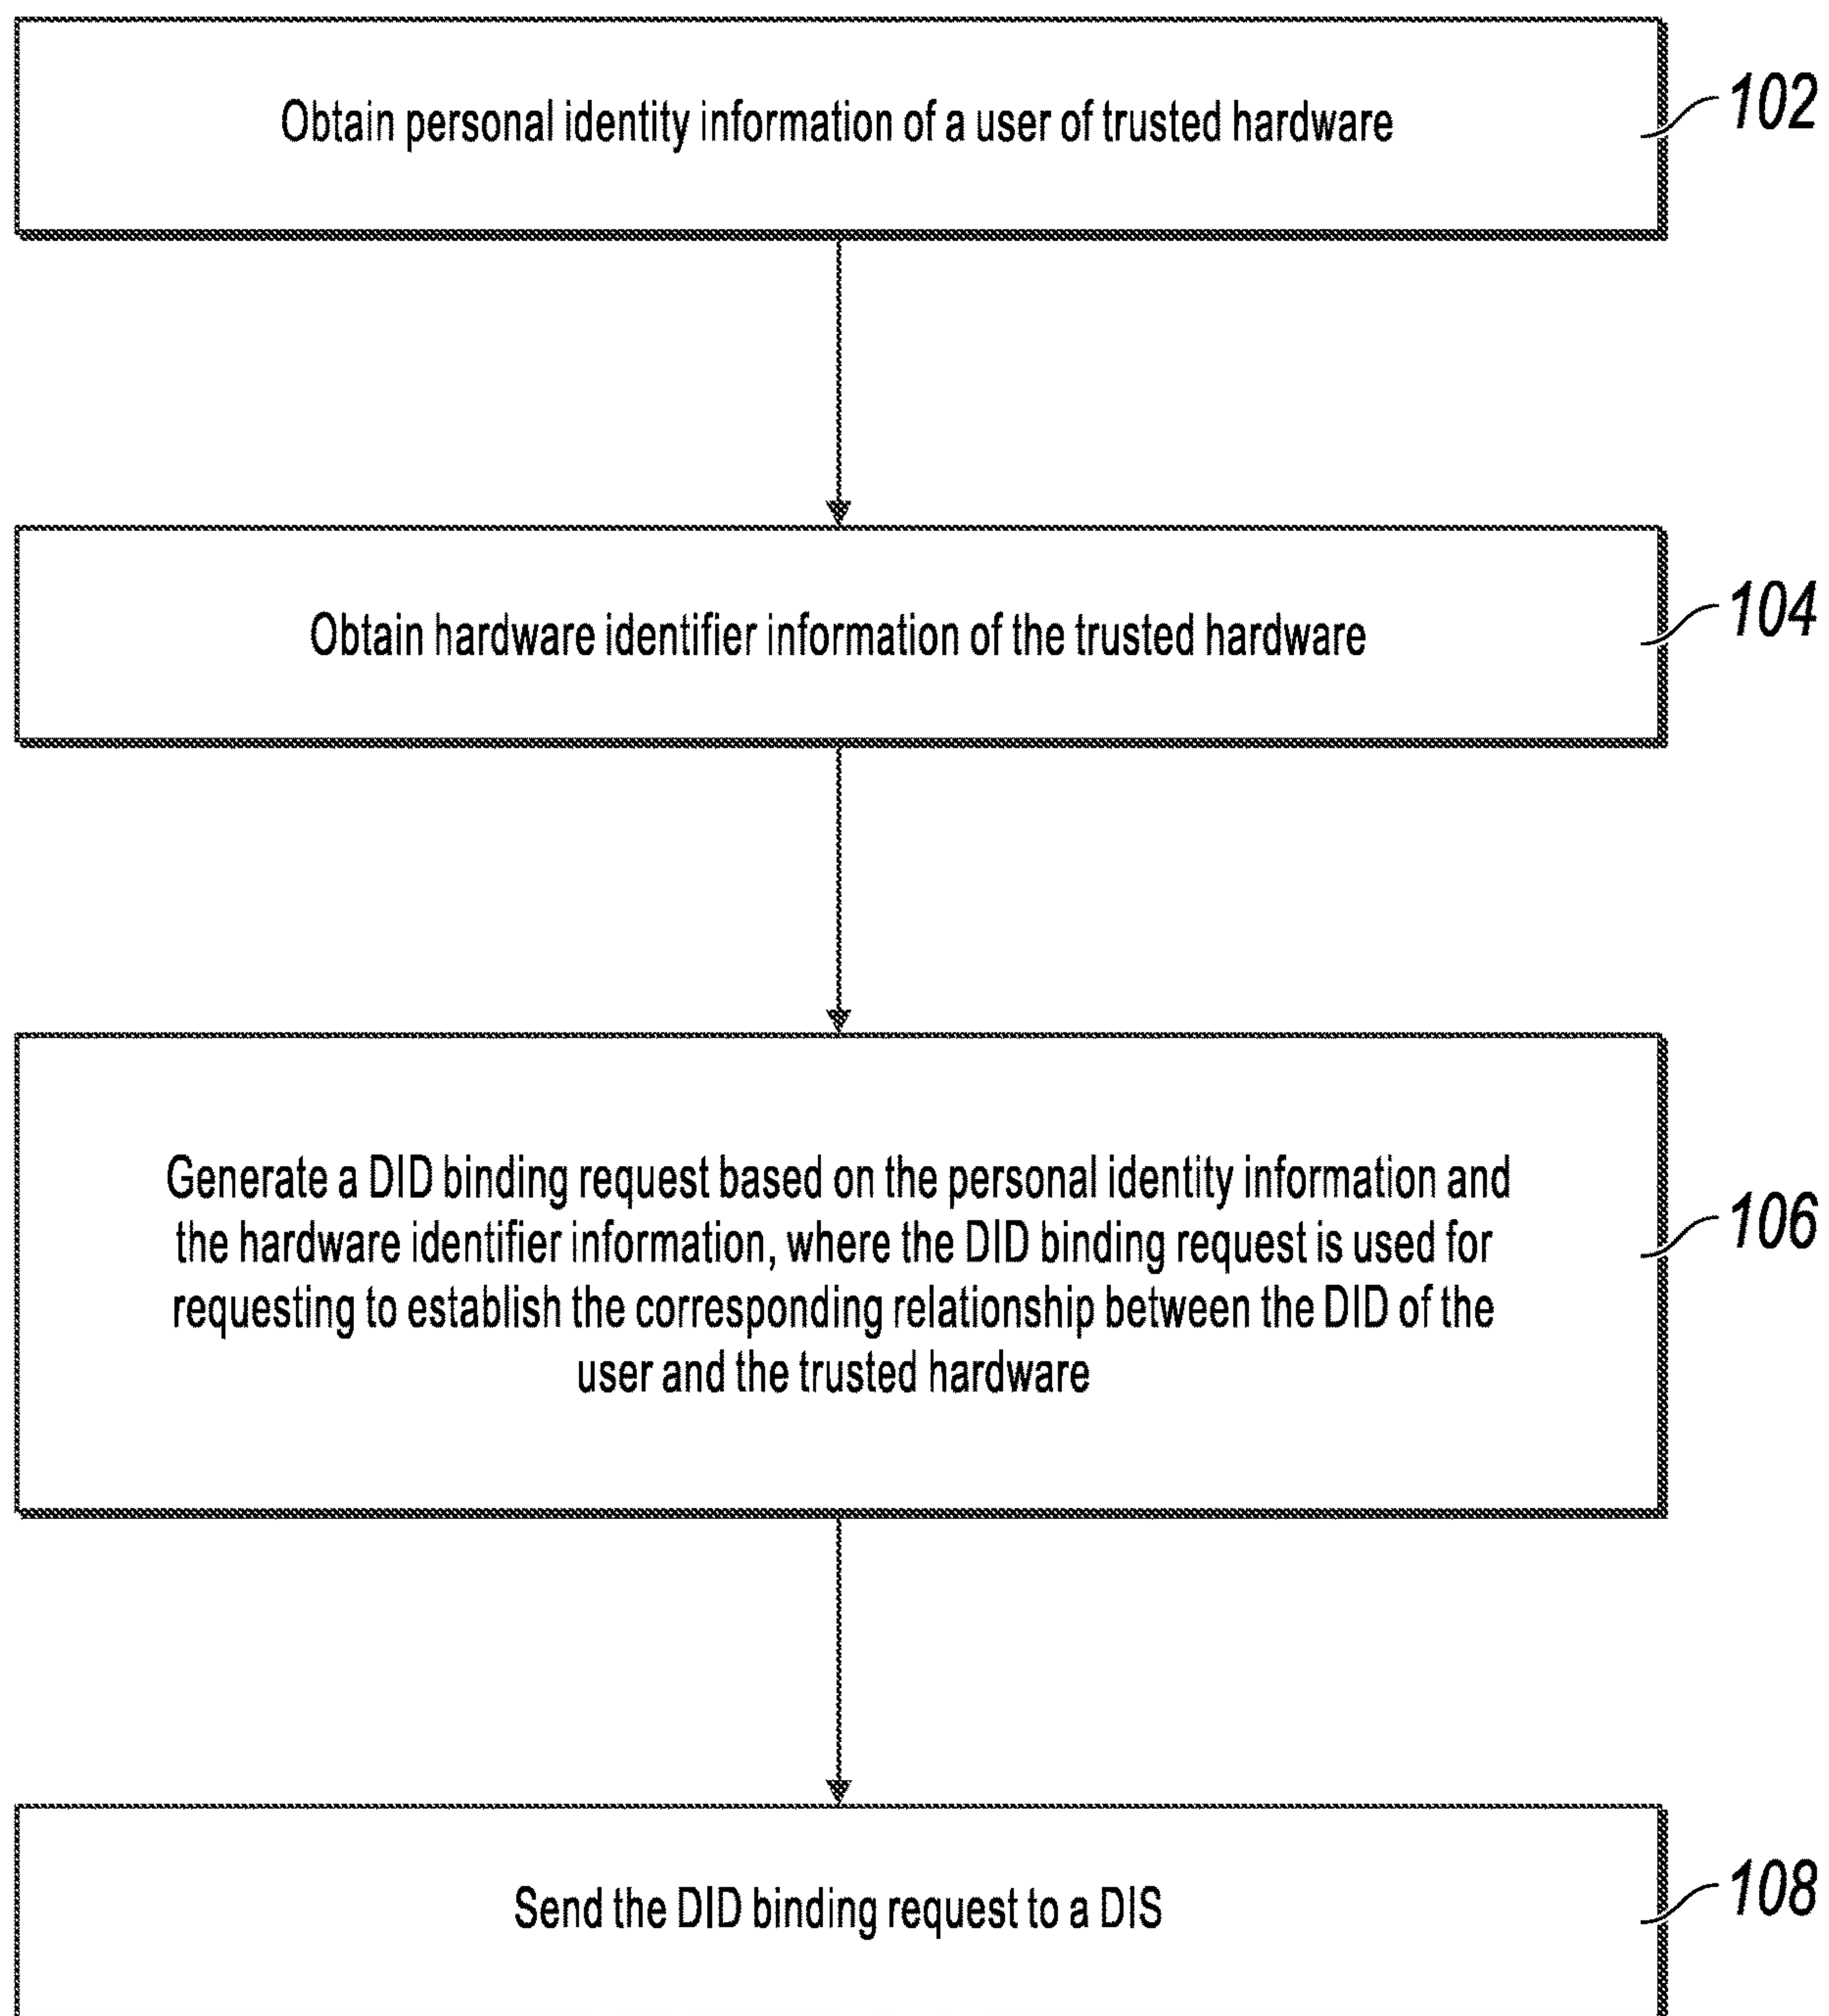 Obtain personal identity information of a user of trusted hardware
102
Obtain hardware identifier information of the trusted hardware
104
Generate a DID binding request based on the personal identity information and
the hardware identifier information, where the DID binding request is used for
requesting to establish the corresponding relationship between the DID of the
user and the trusted hardware
106
Send the DID binding request to a DIS
108